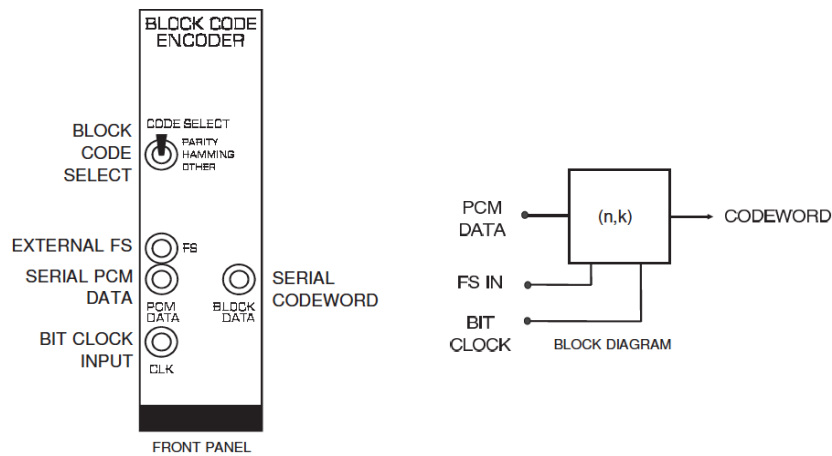 BLOCK CODE
ENCODER
BLOCK
CODE
SELECT
CODE SELECT
PARITY
HAMMING
OTHER
EXTERNAL FS
FS
SERIAL PCM
DATA
PCM
DATA
BLOCK
DATA
SERIAL
CODEWORD
BIT CLOCK
INPUT
CLK
FRONT PANEL
PCM
DATA
(n,k)
CODEWORD
FS IN
BIT
CLOCK
BLOCK DIAGRAM